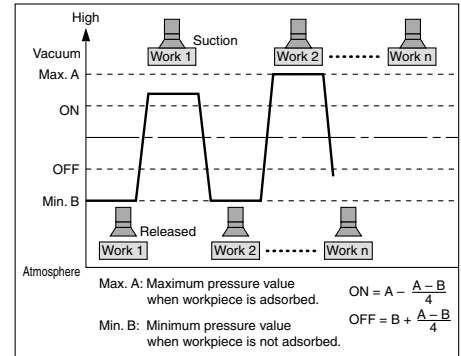 High
Suction
Vacuum
Work 1
Work 2
Work n
Max. A
ON
OFF
Min. B
Released
Work 1
Work 2
Work n
Atmosphere
Max. A: Maximum pressure value
when workpiece is adsorbed.
Min. B: Minimum pressure value
when workpiece is not adsorbed.
ON = A − (A − B)/4
OFF = B + (A − B)/4